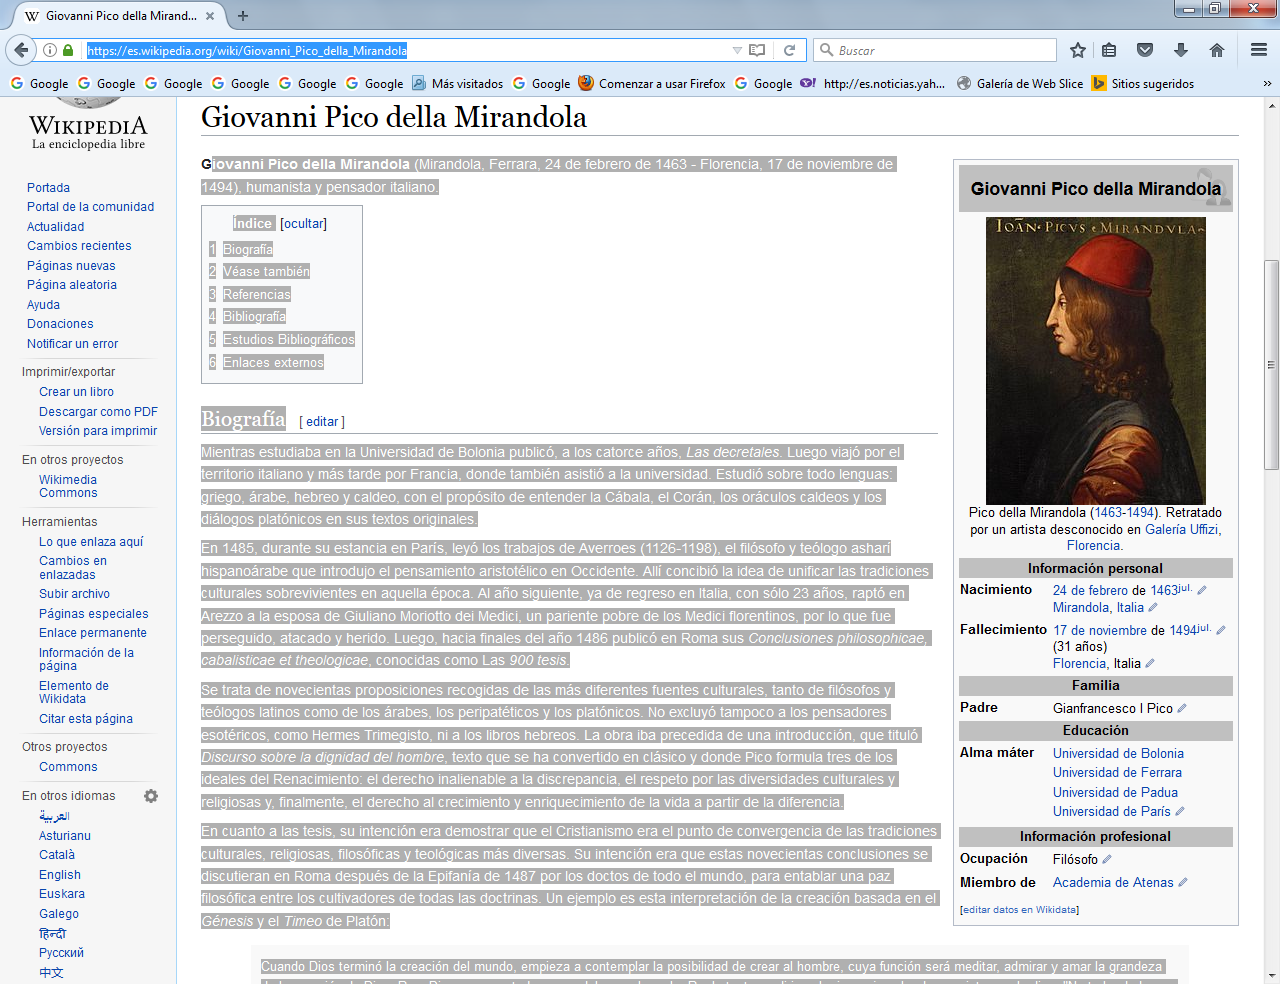 Giovanni Pico della Mirand...
https://es.wikipedia.org/wiki/Giovanni_Pico_della_Mirandola
Buscar
Google Google Google Google Google Google Más visitados Google Comenzar a usar Firefox Google http://es.noticias.yah... Galería de Web Slice Sitios sugeridos
WIKIPEDIA
La enciclopedia libre
Portada
Portal de la comunidad
Actualidad
Cambios recientes
Páginas nuevas
Página aleatoria
Ayuda
Donaciones
Notificar un error
Imprimir/exportar
Crear un libro
Descargar como PDF
Versión para imprimir
En otros proyectos
Wikimedia
Commons
Herramientas
Lo que enlaza aquí
Cambios en
enlazadas
Subir archivo
Páginas especiales
Enlace permanente
Información de la
página
Elemento de
Wikidata
Citar esta página
Otros proyectos
Commons
En otros idiomas
العربية
Asturianu
Català
English
Euskara
Galego
हिन्दी
Русский
中文
Giovanni Pico della Mirandola
Giovanni Pico della Mirandola (Mirandola, Ferrara, 24 de febrero de 1463 - Florencia, 17 de noviembre de
1494), humanista y pensador italiano.
Índice [ocultar]
1 Biografía
2 Véase también
3 Referencias
4 Bibliografía
5 Estudios Bibliográficos
6 Enlaces externos
Biografía [ editar ]
Mientras estudiaba en la Universidad de Bolonia publicó, a los catorce años, Las decretales. Luego viajó por el
territorio italiano y más tarde por Francia, donde también asistió a la universidad. Estudió sobre todo lenguas:
griego, árabe, hebreo y caldeo, con el propósito de entender la Cábala, el Corán, los oráculos caldeos y los
diálogos platónicos en sus textos originales.
En 1485, durante su estancia en París, leyó los trabajos de Averroes (1126-1198), el filósofo y teólogo asharí
hispanoárabe que introdujo el pensamiento aristotélico en Occidente. Allí concibió la idea de unificar las tradiciones
culturales sobrevivientes en aquella época. Al año siguiente, ya de regreso en Italia, con sólo 23 años, raptó en
Arezzo a la esposa de Giuliano Moriotto dei Medici, un pariente pobre de los Medici florentinos, por lo que fue
perseguido, atacado y herido. Luego, hacia finales del año 1486 publicó en Roma sus Conclusiones philosophicae,
cabalisticae et theologicae, conocidas como Las 900 tesis.
Se trata de novecientas proposiciones recogidas de las más diferentes fuentes culturales, tanto de filósofos y
teólogos latinos como de los árabes, los peripatéticos y los platónicos. No excluyó tampoco a los pensadores
esotéricos, como Hermes Trimegisto, ni a los libros hebreos. La obra iba precedida de una introducción, que tituló
Discurso sobre la dignidad del hombre, texto que se ha convertido en clásico y donde Pico formula tres de los
ideales del Renacimiento: el derecho inalienable a la discrepancia, el respeto por las diversidades culturales y
religiosas y, finalmente, el derecho al crecimiento y enriquecimiento de la vida a partir de la diferencia.
En cuanto a las tesis, su intención era demostrar que el Cristianismo era el punto de convergencia de las tradiciones
culturales, religiosas, filosóficas y teológicas más diversas. Su intención era que estas novecientas conclusiones se
discutieran en Roma después de la Epifanía de 1487 por los doctos de todo el mundo, para entablar una paz
filosófica entre los cultivadores de todas las doctrinas. Un ejemplo es esta interpretación de la creación basada en el
Génesis y el Timeo de Platón:
Cuando Dios terminó la creación del mundo, empieza a contemplar la posibilidad de crear al hombre, cuya función será meditar, admirar y amar la grandeza
Giovanni Pico della Mirandola
IOAN·PICVS·MIRANDVLA
Pico della Mirandola (1463-1494). Retratado
por un artista desconocido en Galería Uffizi,
Florencia.
Información personal
Nacimiento 24 de febrero de 1463jul.
Mirandola, Italia
Fallecimiento 17 de noviembre de 1494jul.
(31 años)
Florencia, Italia
Familia
Padre Gianfrancesco I Pico
Educación
Alma máter Universidad de Bolonia
Universidad de Ferrara
Universidad de Padua
Universidad de París
Información profesional
Ocupación Filósofo
Miembro de Academia de Atenas
[editar datos en Wikidata]